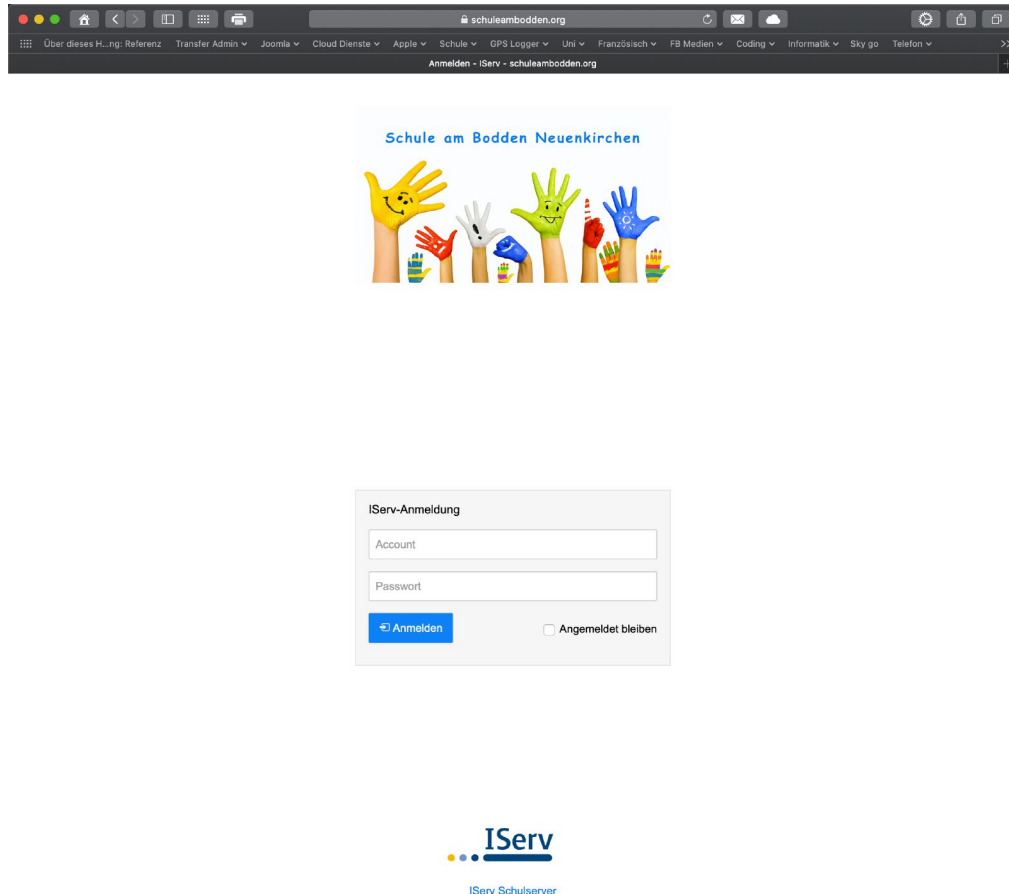 schuleambodden.org
Über dieses H...ng: Referenz Transfer Admin Joomla Cloud Dienste Apple Schule GPS Logger Uni Französisch FB Medien Coding Informatik Sky go Telefon
Anmelden - IServ - schuleambodden.org
Schule am Bodden Neuenkirchen
IServ-Anmeldung
Account
Passwort
Anmelden
Angemeldet bleiben
IServ
IServ Schulserver